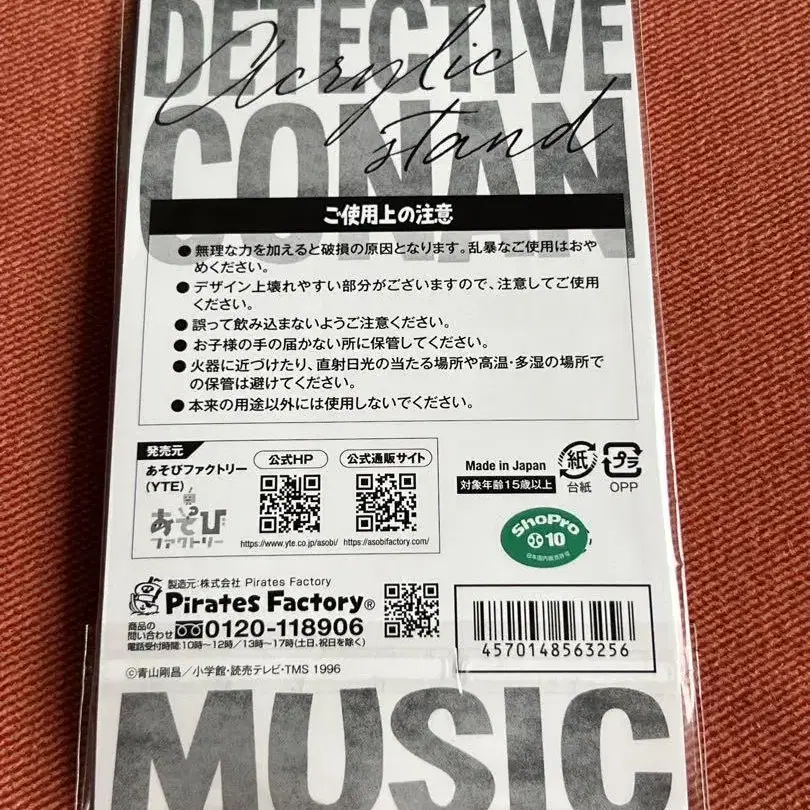 DETECTIVE
Acrylic
CONAN
stand
CONAN
ご使用上の注意
●無理な力を加えると破損の原因となります。乱暴なご使用はおや
めください。
●デザイン上壊れやすい部分がございますので、注意してご使用
ください。
●誤って飲み込まないようご注意ください。
●お子様の手の届かない所に保管してください。
●火器に近づけたり、直射日光の当たる場所や高温・多湿の場所で
の保管は避けてください。
●本来の用途以外には使用しないでください。
発売元
あそびファクトリー
(YTE)
あそび
ファクトリー
公式HP
https://www.yte.co.jp/asobi/
公式通販サイト
https://asobifactory.com/
Made in Japan
対象年齢15歳以上
紙
台紙
プラ
OPP
ShoPro
10
日本国内販売許可
製造元:株式会社 Pirates Factory
Pirates Factory®
商品の
問い合わせ 0120-118906
電話受付時間:10時~12時/13時~17時(土日、祝日を除く)
4570148563256
©青山剛昌/小学館・読売テレビ・TMS 1996
MUSIC